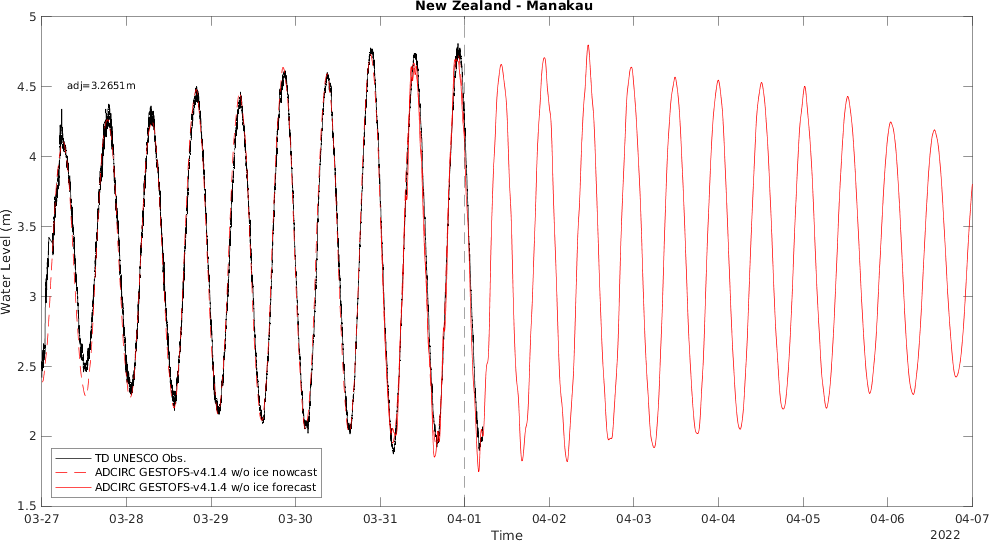 New Zealand - Manakau
5
4.5
4
3.5
3
2.5
2
1.5
Water Level (m)
adj=3.2651m
TD UNESCO Obs.
ADCIRC GESTOFS-v4.1.4 w/o ice nowcast
ADCIRC GESTOFS-v4.1.4 w/o ice forecast
03-27 03-28 03-29 03-30 03-31 04-01 04-02 04-03 04-04 04-05 04-06 04-07
Time
2022